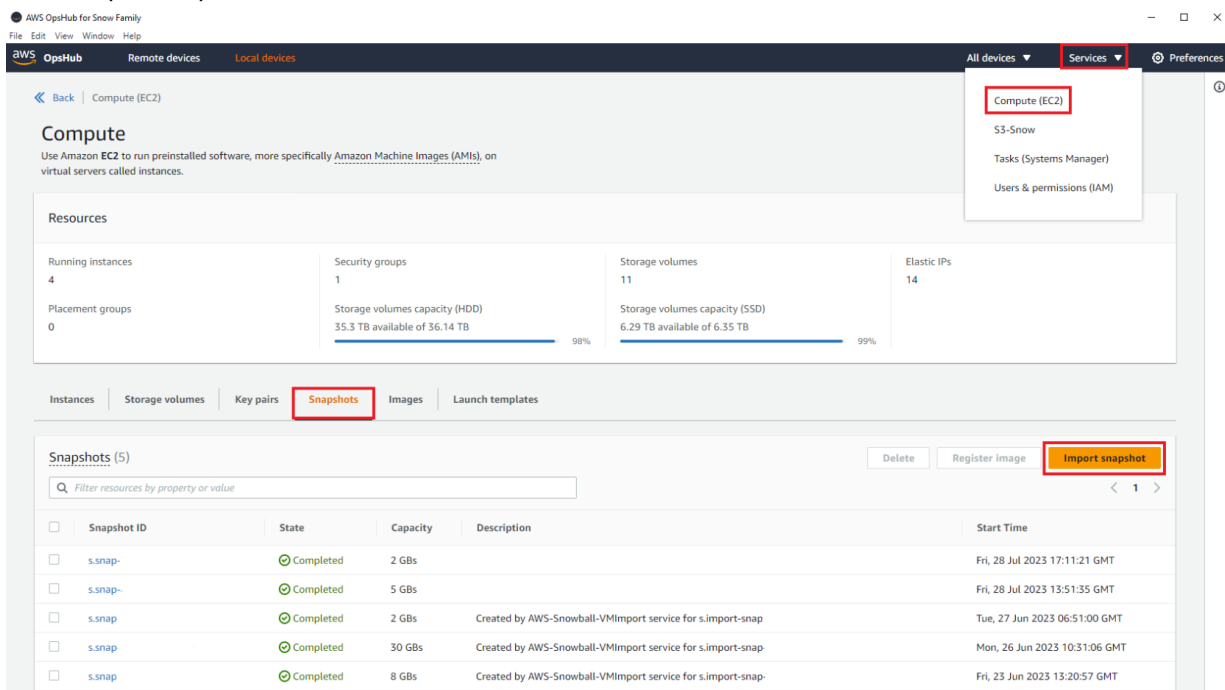 AWS OpsHub for Snow Family
File Edit View Window Help
aws OpsHub Remote devices Local devices All devices Services Preferences
Back Compute (EC2)
Compute (EC2)
S3-Snow
Tasks (Systems Manager)
Users & permissions (IAM)
Compute
Use Amazon EC2 to run preinstalled software, more specifically Amazon Machine Images (AMIs), on
virtual servers called instances.
Resources
Running instances Security groups Storage volumes Elastic IPs
4 1 11 14
Placement groups Storage volumes capacity (HDD) Storage volumes capacity (SSD)
0 35.3 TB available of 36.14 TB 6.29 TB available of 6.35 TB
98% 99%
Instances Storage volumes Key pairs Snapshots Images Launch templates
Snapshots (5) Delete Register image Import snapshot
Filter resources by property or value 1
Snapshot ID State Capacity Description Start Time
s.snap- Completed 2 GBs Fri, 28 Jul 2023 17:11:21 GMT
s.snap- Completed 5 GBs Fri, 28 Jul 2023 13:51:35 GMT
s.snap Completed 2 GBs Created by AWS-Snowball-VMImport service for s.import-snap Tue, 27 Jun 2023 06:51:00 GMT
s.snap Completed 30 GBs Created by AWS-Snowball-VMImport service for s.import-snap- Mon, 26 Jun 2023 10:31:06 GMT
s.snap Completed 8 GBs Created by AWS-Snowball-VMImport service for s.import-snap- Fri, 23 Jun 2023 13:20:57 GMT